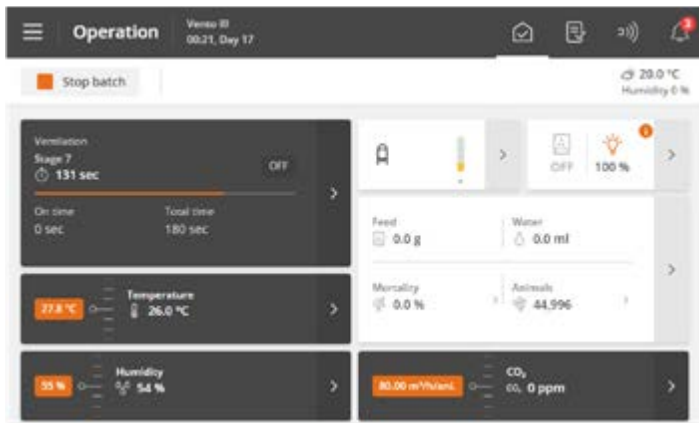 Operation
Venso III
00:21, Day 17
3
Stop batch
20.0 °C
Humidity 0 %
Ventilation
Stage 7
131 sec
OFF
On time
Total time
0 sec
180 sec
OFF
100 %
Feed
Water
0.0 g
0.0 ml
Mortality
Animals
0.0 %
44,996
27.8 °C
Temperature
26.0 °C
55 %
Humidity
54 %
80.00 m³/h/ani.
CO₂
CO₂ 0 ppm